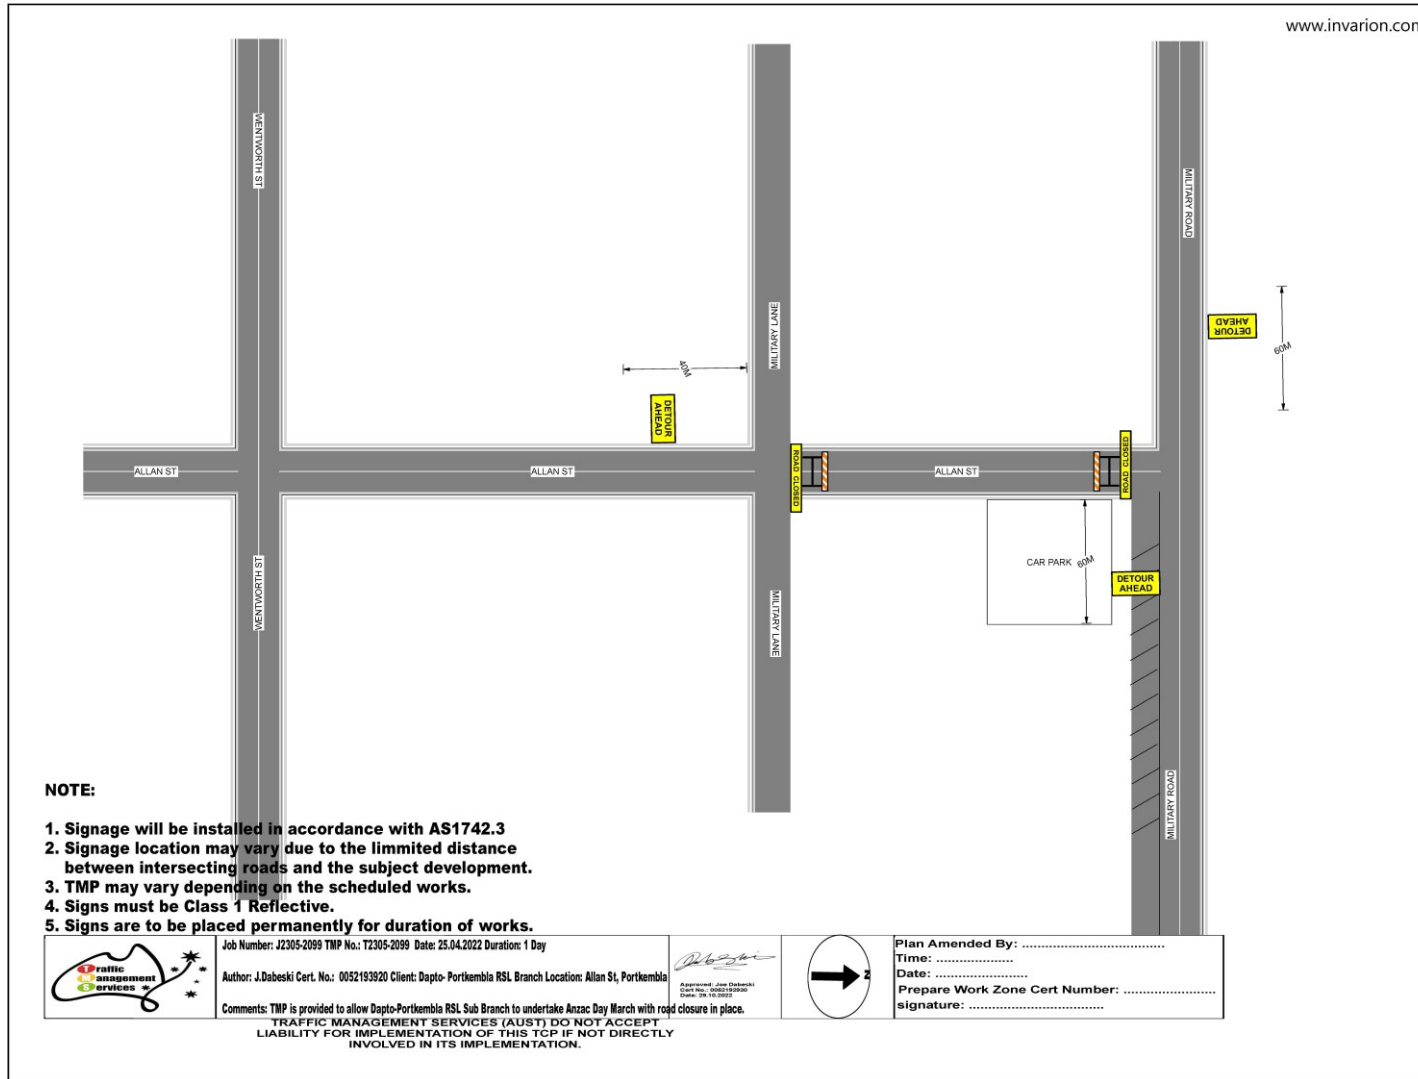 www.invarion.com
WENTWORTH ST
MILITARY LANE
MILITARY ROAD
DETOUR
AHEAD
60M
40M
DETOUR
AHEAD
ALLAN ST
ALLAN ST
ROAD CLOSED
ALLAN ST
ROAD CLOSED
CAR PARK
60M
DETOUR
AHEAD
WENTWORTH ST
MILITARY LANE
MILITARY ROAD
NOTE:
1. Signage will be installed in accordance with AS1742.3
2. Signage location may vary due to the limmited distance
between intersecting roads and the subject development.
3. TMP may vary depending on the scheduled works.
4. Signs must be Class 1 Reflective.
5. Signs are to be placed permanently for duration of works.
Traffic
Management
Services
Job Number: J2305-2099 TMP No.: T2305-2099 Date: 25.04.2022 Duration: 1 Day
Author: J.Dabeski Cert. No.: 0052193920 Client: Dapto- Portkembla RSL Branch Location: Allan St, Portkembla
Comments: TMP is provided to allow Dapto-Portkembla RSL Sub Branch to undertake Anzac Day March with road closure in place.
Approved: Joe Dabeski
Cert No.: 0052193920
Date: 29.10.2022
Z
Plan Amended By: ...................................
Time: ...................
Date: ......................
Prepare Work Zone Cert Number: ......................
signature: ................................
TRAFFIC MANAGEMENT SERVICES (AUST) DO NOT ACCEPT
LIABILITY FOR IMPLEMENTATION OF THIS TCP IF NOT DIRECTLY
INVOLVED IN ITS IMPLEMENTATION.